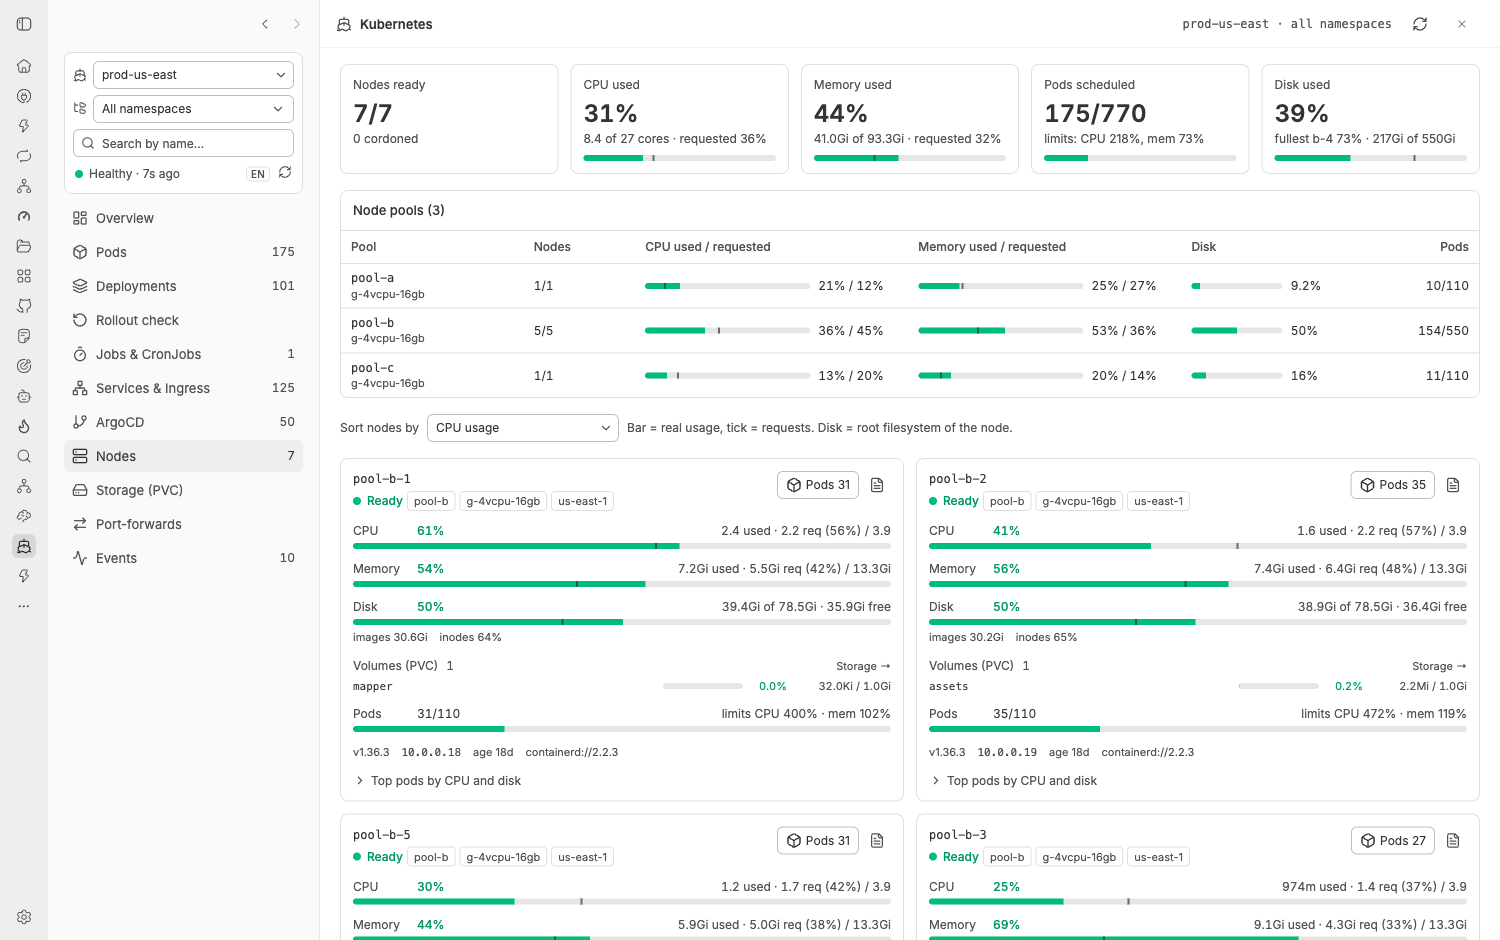 Kubernetes
prod-us-east · all namespaces
prod-us-east
All namespaces
Search by name...
Healthy · 7s ago
EN
Overview
Pods 175
Deployments 101
Rollout check
Jobs & CronJobs 1
Services & Ingress 125
ArgoCD 50
Nodes 7
Storage (PVC)
Port-forwards
Events 10
Nodes ready
7/7
0 cordoned
CPU used
31%
8.4 of 27 cores · requested 36%
Memory used
44%
41.0Gi of 93.3Gi · requested 32%
Pods scheduled
175/770
limits: CPU 218%, mem 73%
Disk used
39%
fullest b-4 73% · 217Gi of 550Gi
Node pools (3)
Pool Nodes CPU used / requested Memory used / requested Disk Pods
pool-a
g-4vcpu-16gb
1/1 21% / 12% 25% / 27% 9.2% 10/110
pool-b
g-4vcpu-16gb
5/5 36% / 45% 53% / 36% 50% 154/550
pool-c
g-4vcpu-16gb
1/1 13% / 20% 20% / 14% 16% 11/110
Sort nodes by CPU usage Bar = real usage, tick = requests. Disk = root filesystem of the node.
pool-b-1
Pods 31
Ready pool-b g-4vcpu-16gb us-east-1
CPU 61% 2.4 used · 2.2 req (56%) / 3.9
Memory 54% 7.2Gi used · 5.5Gi req (42%) / 13.3Gi
Disk 50% 39.4Gi of 78.5Gi · 35.9Gi free
images 30.6Gi inodes 64%
Volumes (PVC) 1 Storage →
mapper 0.0% 32.0Ki / 1.0Gi
Pods 31/110 limits CPU 400% · mem 102%
v1.36.3 10.0.0.18 age 18d containerd://2.2.3
Top pods by CPU and disk
pool-b-2
Pods 35
Ready pool-b g-4vcpu-16gb us-east-1
CPU 41% 1.6 used · 2.2 req (57%) / 3.9
Memory 56% 7.4Gi used · 6.4Gi req (48%) / 13.3Gi
Disk 50% 38.9Gi of 78.5Gi · 36.4Gi free
images 30.2Gi inodes 65%
Volumes (PVC) 1 Storage →
assets 0.2% 2.2Mi / 1.0Gi
Pods 35/110 limits CPU 472% · mem 119%
v1.36.3 10.0.0.19 age 18d containerd://2.2.3
Top pods by CPU and disk
pool-b-5
Pods 31
Ready pool-b g-4vcpu-16gb us-east-1
CPU 30% 1.2 used · 1.7 req (42%) / 3.9
Memory 44% 5.9Gi used · 5.0Gi req (38%) / 13.3Gi
pool-b-3
Pods 27
Ready pool-b g-4vcpu-16gb us-east-1
CPU 25% 974m used · 1.4 req (37%) / 3.9
Memory 69% 9.1Gi used · 4.3Gi req (33%) / 13.3Gi